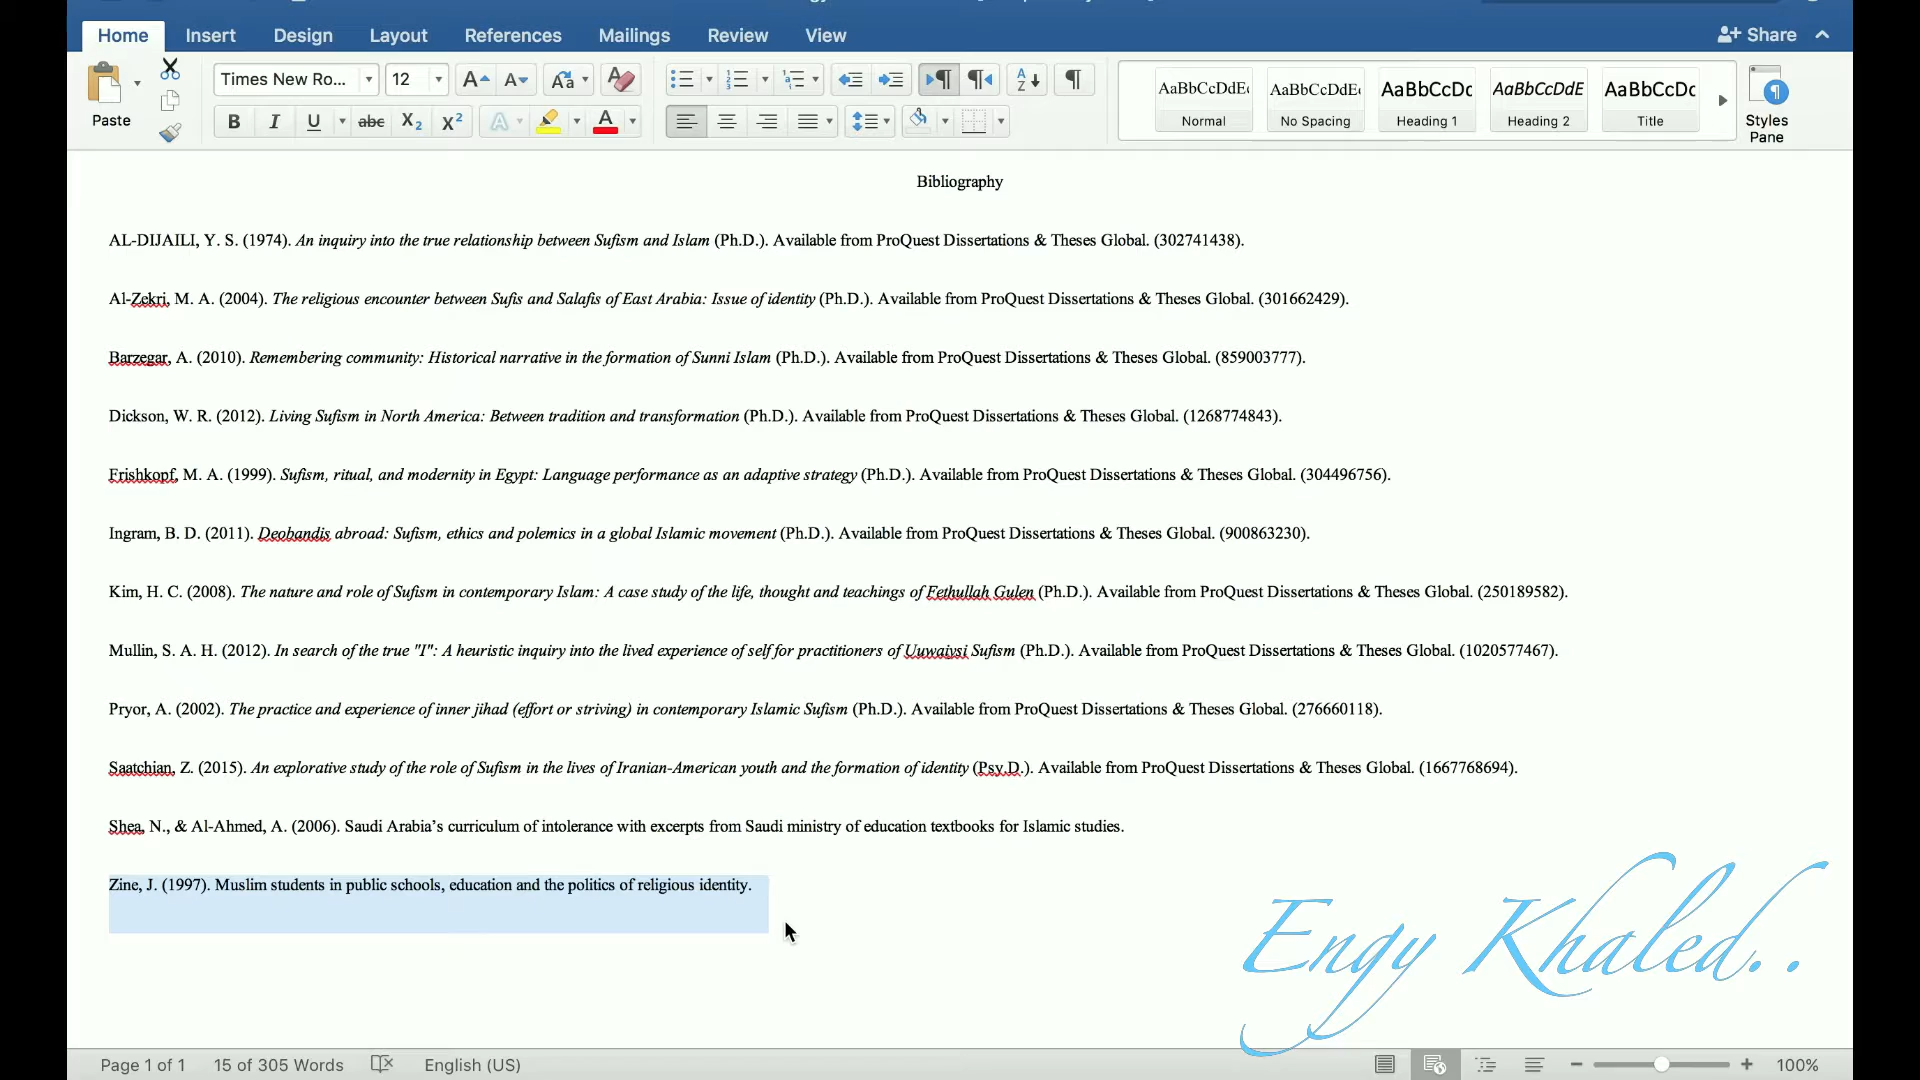 Home Insert Design Layout References Mailings Review View Share
Times New Ro... 12
Paste
AaBbCcDdEe AaBbCcDdEe AaBbCcDc AaBbCcDdE AaBbCcDc
Normal No Spacing Heading 1 Heading 2 Title
Styles Pane
Bibliography
AL-DIJAILI, Y. S. (1974). An inquiry into the true relationship between Sufism and Islam (Ph.D.). Available from ProQuest Dissertations & Theses Global. (302741438).
Al-Zekri, M. A. (2004). The religious encounter between Sufis and Salafis of East Arabia: Issue of identity (Ph.D.). Available from ProQuest Dissertations & Theses Global. (301662429).
Barzegar, A. (2010). Remembering community: Historical narrative in the formation of Sunni Islam (Ph.D.). Available from ProQuest Dissertations & Theses Global. (859003777).
Dickson, W. R. (2012). Living Sufism in North America: Between tradition and transformation (Ph.D.). Available from ProQuest Dissertations & Theses Global. (1268774843).
Frishkopf, M. A. (1999). Sufism, ritual, and modernity in Egypt: Language performance as an adaptive strategy (Ph.D.). Available from ProQuest Dissertations & Theses Global. (304496756).
Ingram, B. D. (2011). Deobandis abroad: Sufism, ethics and polemics in a global Islamic movement (Ph.D.). Available from ProQuest Dissertations & Theses Global. (900863230).
Kim, H. C. (2008). The nature and role of Sufism in contemporary Islam: A case study of the life, thought and teachings of Fethullah Gulen (Ph.D.). Available from ProQuest Dissertations & Theses Global. (250189582).
Mullin, S. A. H. (2012). In search of the true "I": A heuristic inquiry into the lived experience of self for practitioners of Uuwaiysi Sufism (Ph.D.). Available from ProQuest Dissertations & Theses Global. (1020577467).
Pryor, A. (2002). The practice and experience of inner jihad (effort or striving) in contemporary Islamic Sufism (Ph.D.). Available from ProQuest Dissertations & Theses Global. (276660118).
Saatchian, Z. (2015). An explorative study of the role of Sufism in the lives of Iranian-American youth and the formation of identity (Psy.D.). Available from ProQuest Dissertations & Theses Global. (1667768694).
Shea, N., & Al-Ahmed, A. (2006). Saudi Arabia’s curriculum of intolerance with excerpts from Saudi ministry of education textbooks for Islamic studies.
Zine, J. (1997). Muslim students in public schools, education and the politics of religious identity.
Engy Khaled..
Page 1 of 1 15 of 305 Words English (US) 100%